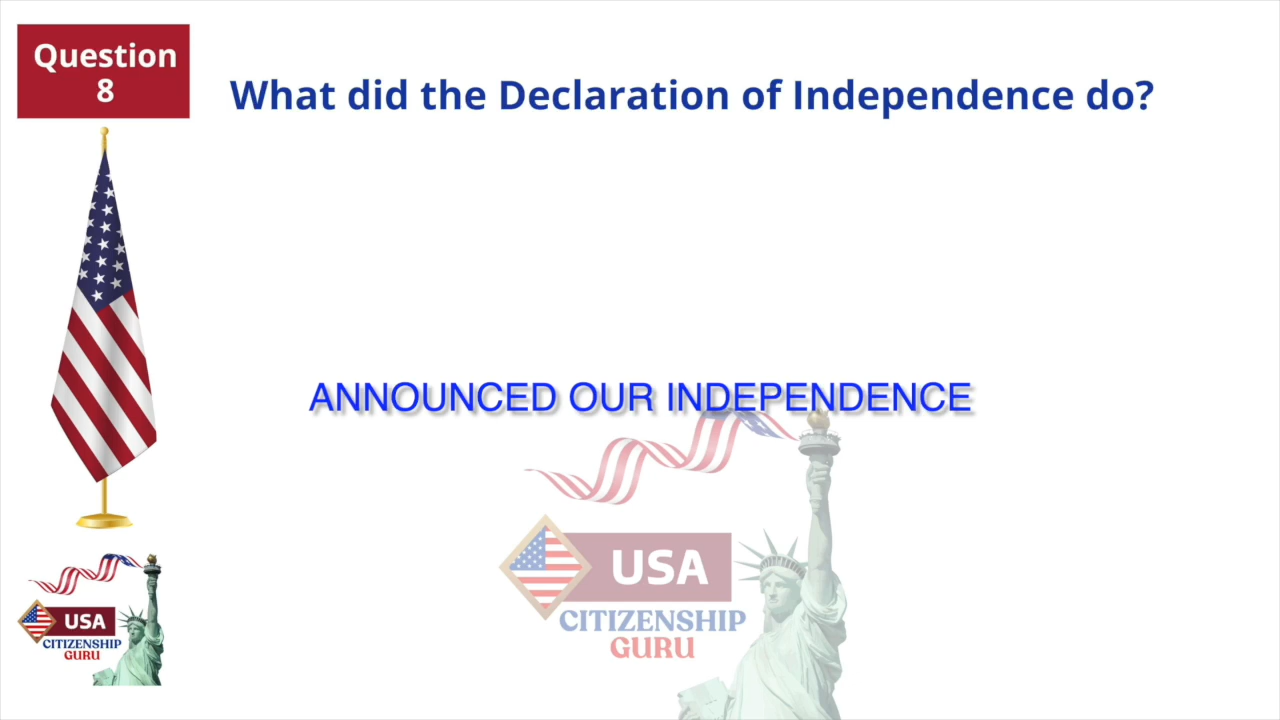 Question
8
What did the Declaration of Independence do?
ANNOUNCED OUR INDEPENDENCE
USA
CITIZENSHIP
GURU
USA
CITIZENSHIP
GURU